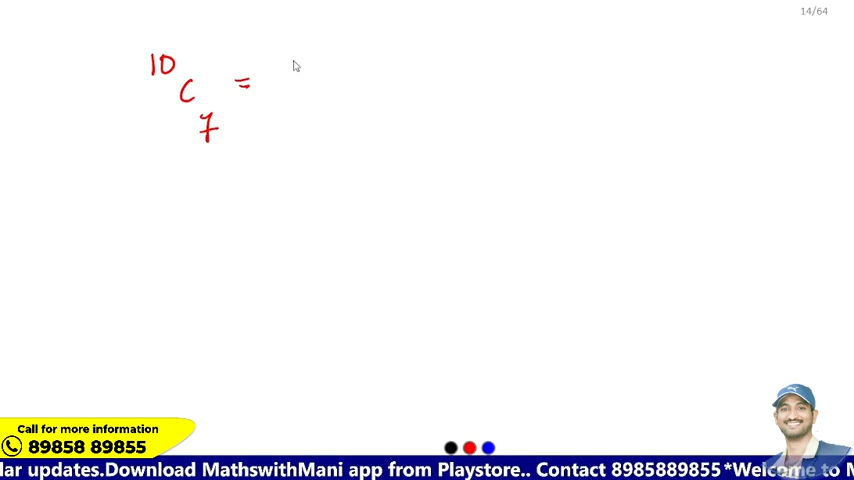 14/64
10
C =
7
Call for more information
89858 89855
lar updates.Download MathswithMani app from Playstore.. Contact 8985889855*Welcome to M